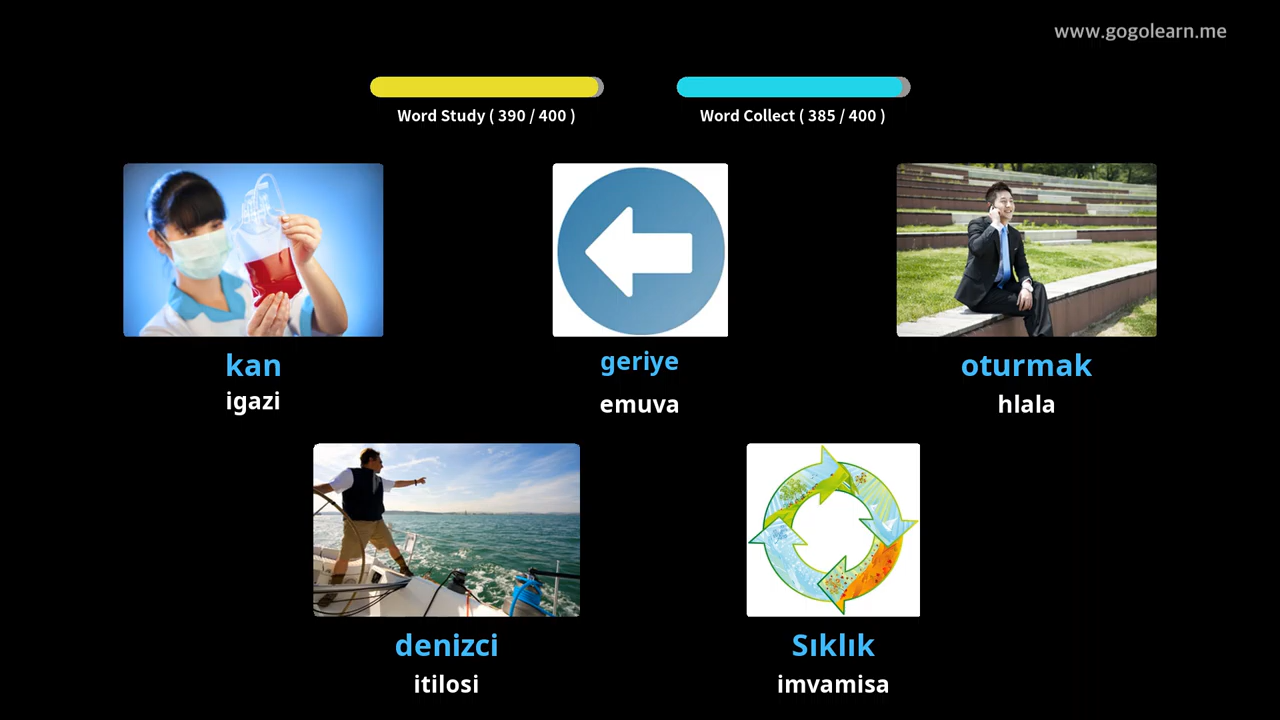 www.gogolearn.me
Word Study ( 390 / 400 )
Word Collect ( 385 / 400 )
kan
igazi
geriye
emuva
oturmak
hlala
denizci
itilosi
Sıklık
imvamisa